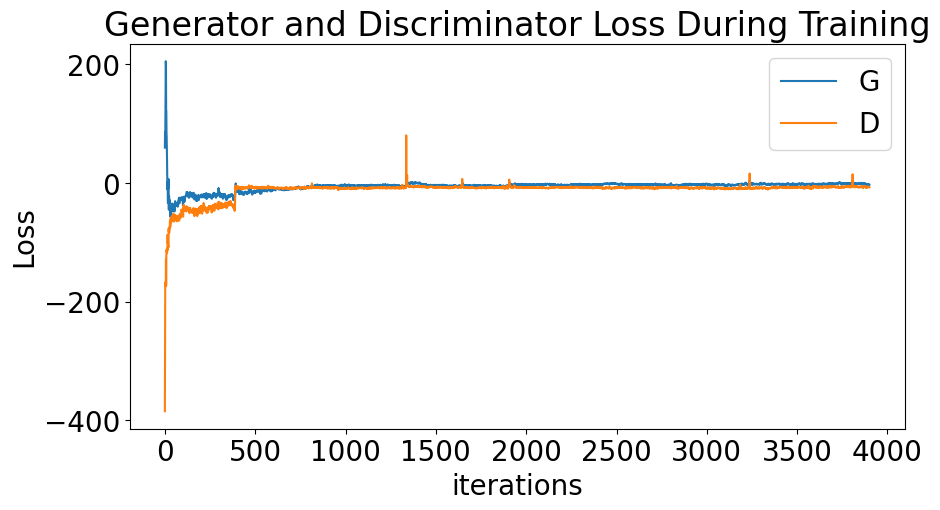 Generator and Discriminator Loss During Training
G
D
200
0
−200
−400
Loss
0 500 1000 1500 2000 2500 3000 3500 4000
iterations